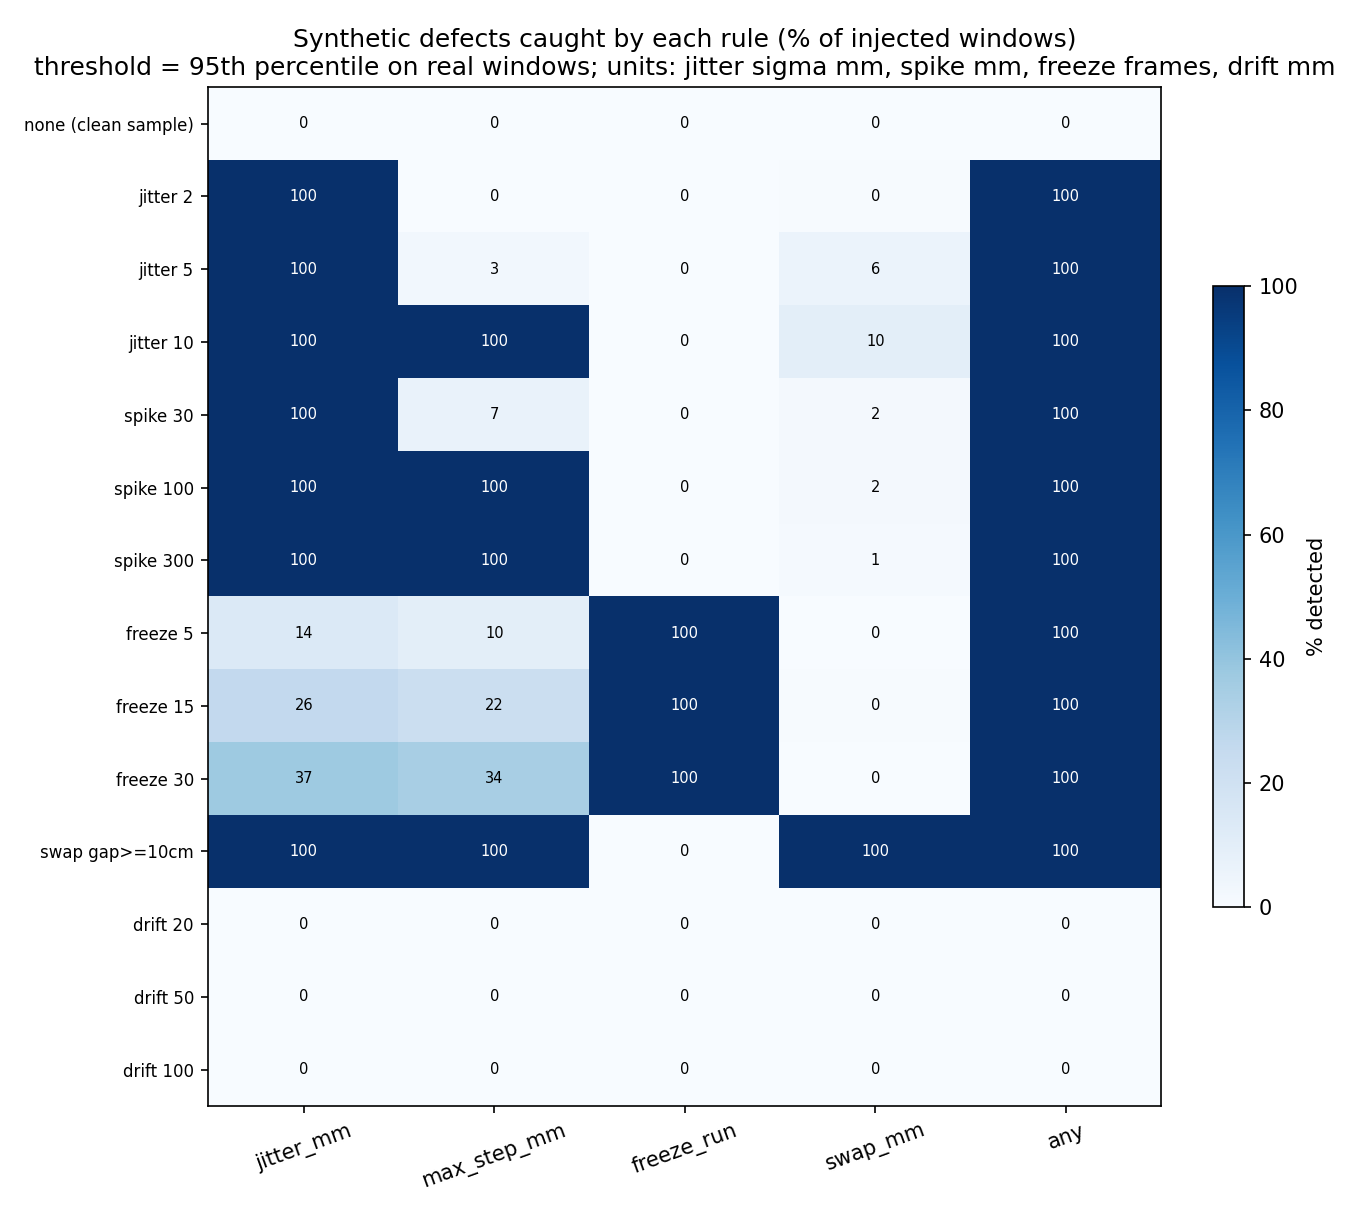 Synthetic defects caught by each rule (% of injected windows)
threshold = 95th percentile on real windows; units: jitter sigma mm, spike mm, freeze frames, drift mm
none (clean sample) 0 0 0 0 0
jitter 2 100 0 0 0 100
jitter 5 100 3 0 6 100
jitter 10 100 100 0 10 100
spike 30 100 7 0 2 100
spike 100 100 100 0 2 100
spike 300 100 100 0 1 100
freeze 5 14 10 100 0 100
freeze 15 26 22 100 0 100
freeze 30 37 34 100 0 100
swap gap>=10cm 100 100 0 100 100
drift 20 0 0 0 0 0
drift 50 0 0 0 0 0
drift 100 0 0 0 0 0
jitter_mm max_step_mm freeze_run swap_mm any
100
80
60
40
20
0
% detected